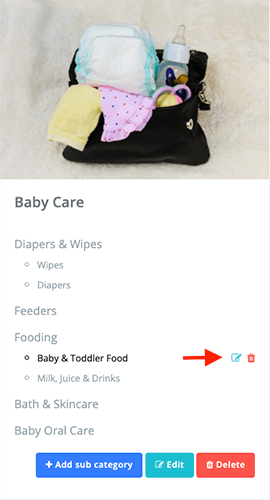 Baby Care
Diapers & Wipes
Wipes
Diapers
Feeders
Fooding
Baby & Toddler Food
Milk, Juice & Drinks
Bath & Skincare
Baby Oral Care
+ Add sub category
Edit
Delete